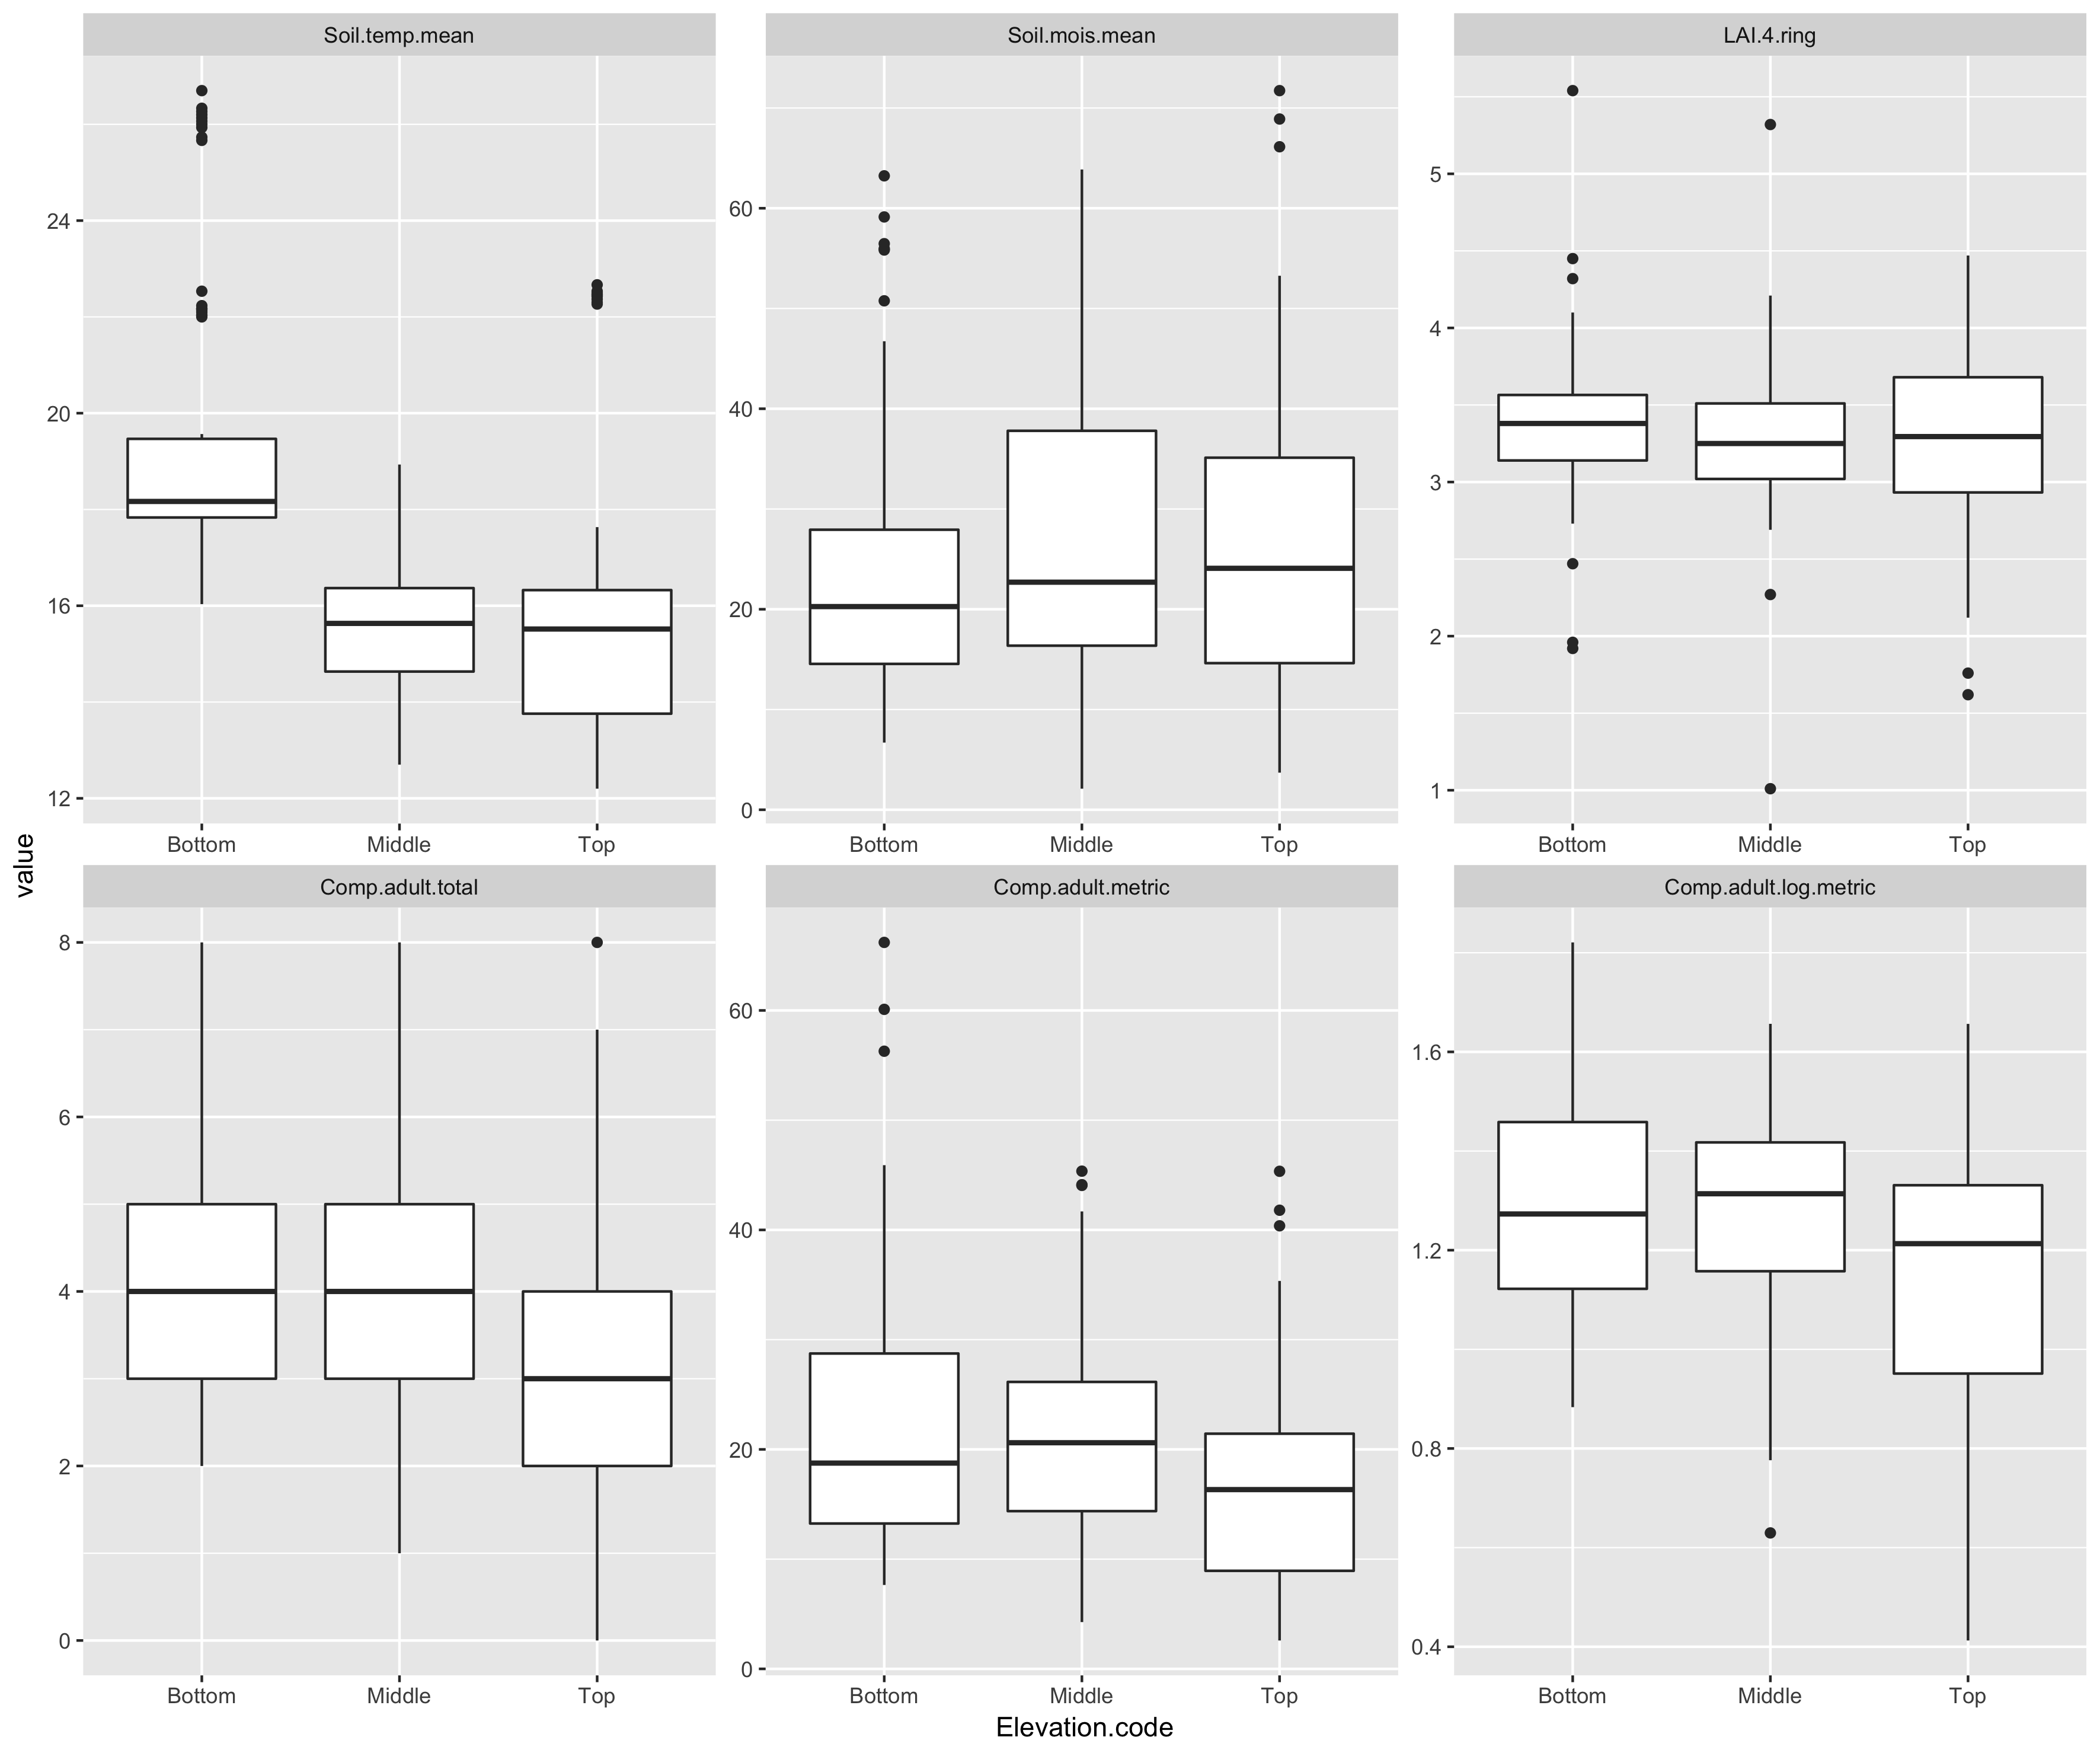 Soil.temp.mean
Soil.mois.mean
LAI.4.ring
24
20
16
12
60
40
20
0
5
4
3
2
1
Bottom Middle Top
Bottom Middle Top
Bottom Middle Top
value
Comp.adult.total
Comp.adult.metric
Comp.adult.log.metric
8
6
4
2
0
60
40
20
0
1.6
1.2
0.8
0.4
Bottom Middle Top
Bottom Middle Top
Bottom Middle Top
Elevation.code